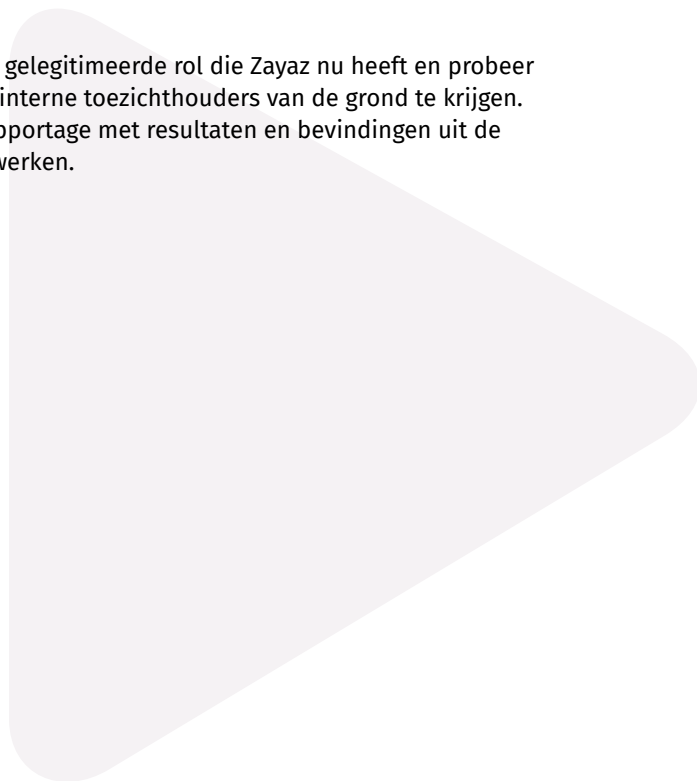 gelegitimeerde rol die Zayaz nu heeft en probeer
interne toezichthouders van de grond te krijgen.
portage met resultaten en bevindingen uit de
werken.